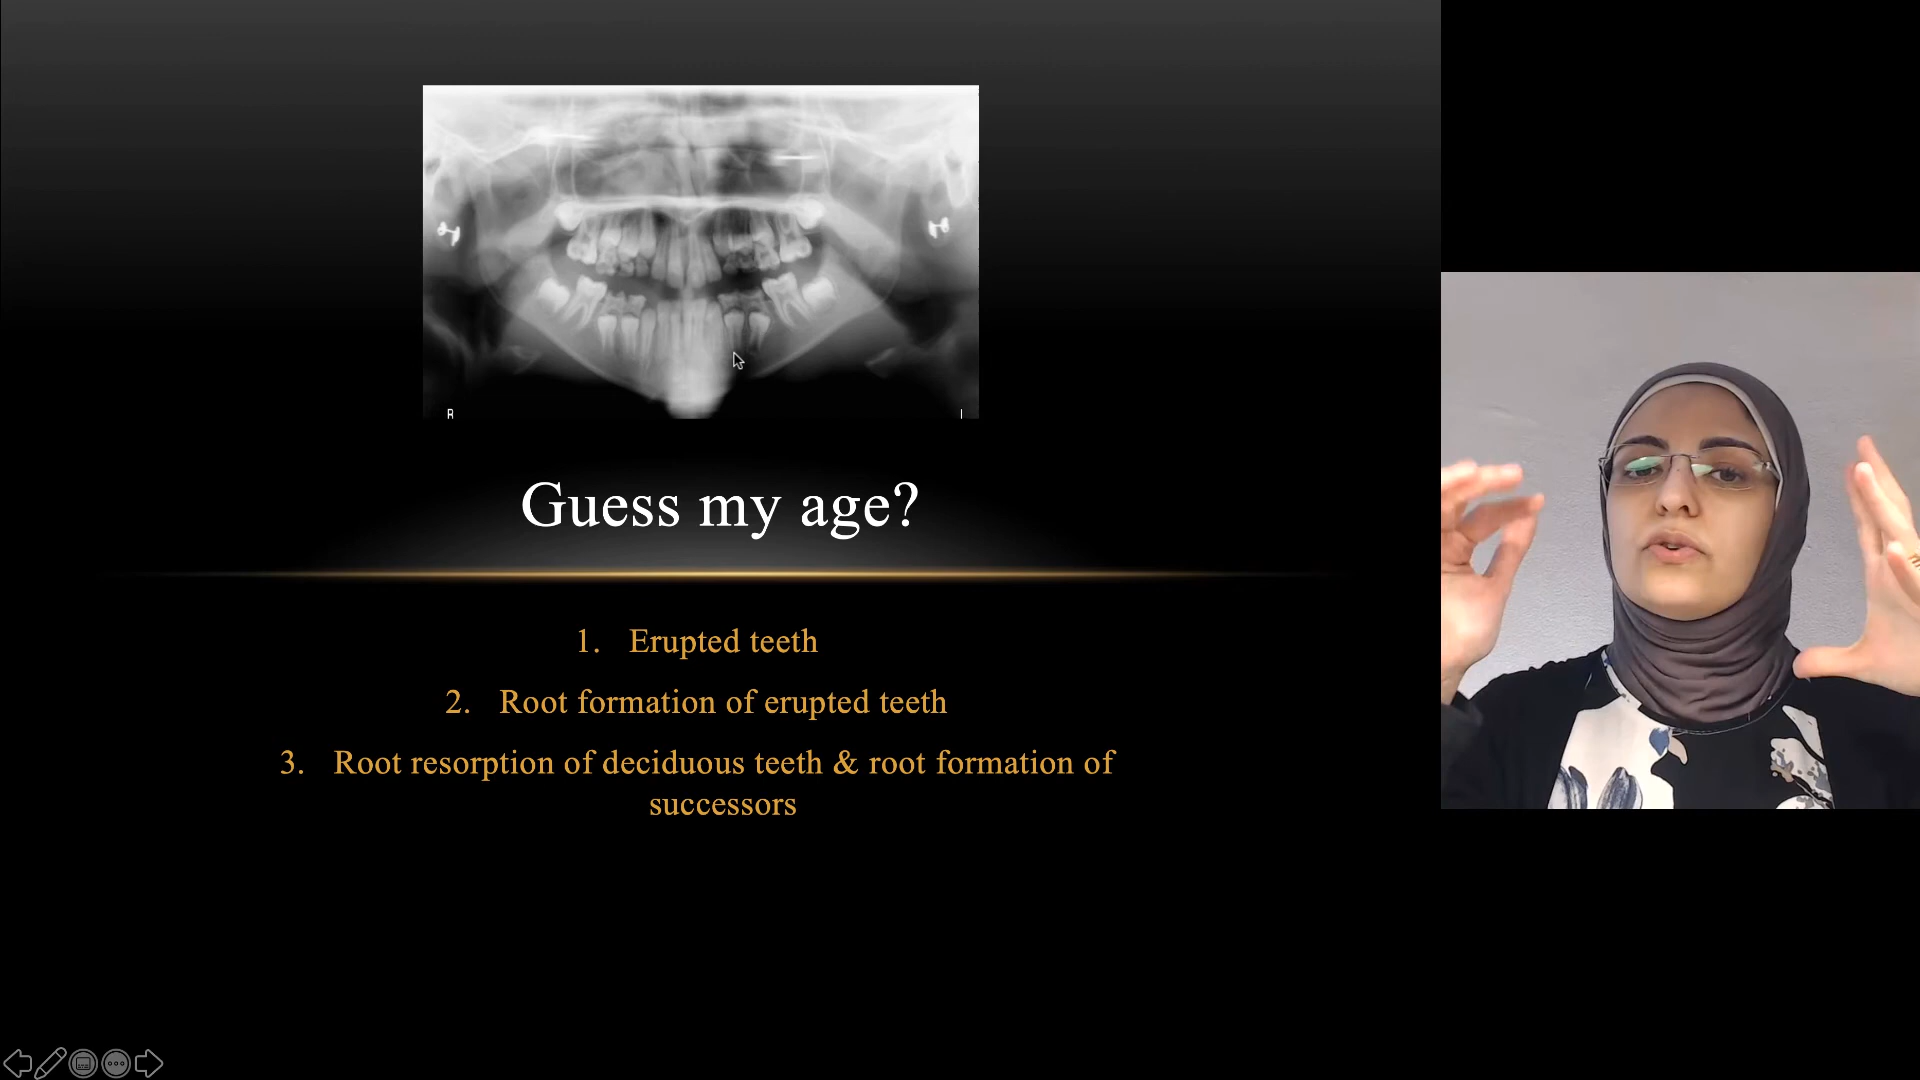 R
Guess my age?
1. Erupted teeth
2. Root formation of erupted teeth
3. Root resorption of deciduous teeth & root formation of
successors